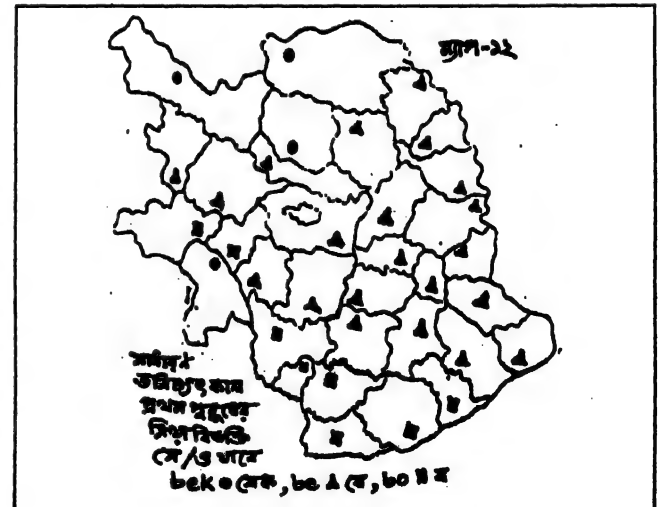 ম্যাপ-২২
ভবিষ্যৎ কাল
প্রথম পুরুষের
ক্রিয়া বিভক্তি
সে/ও খাবে
bek বেক, be বে, bo ব